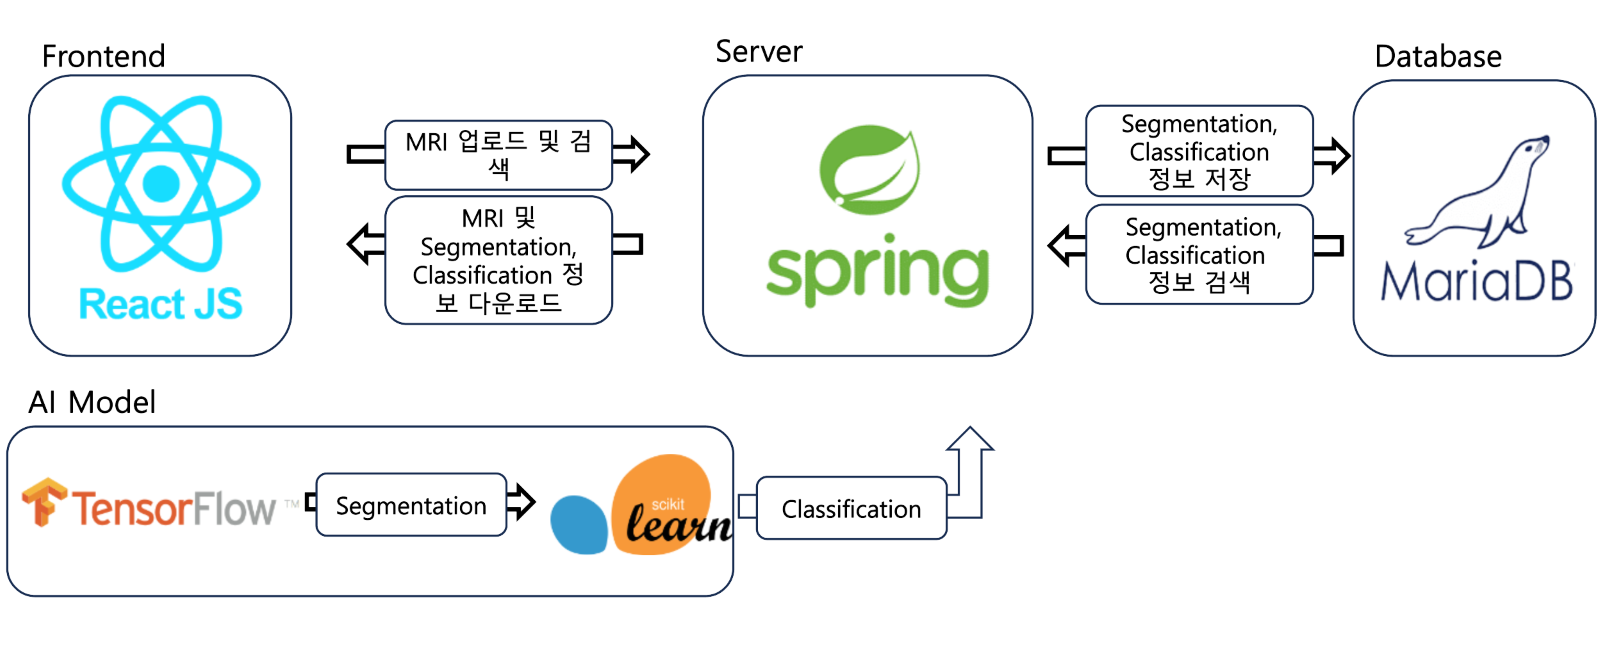 Frontend
Server
Database
React JS
MRI 업로드 및 검
색
MRI 및
Segmentation,
Classification 정
보 다운로드
spring
Segmentation,
Classification
정보 저장
Segmentation,
Classification
정보 검색
MariaDB
AI Model
TensorFlow™
Segmentation
scikit
learn
Classification